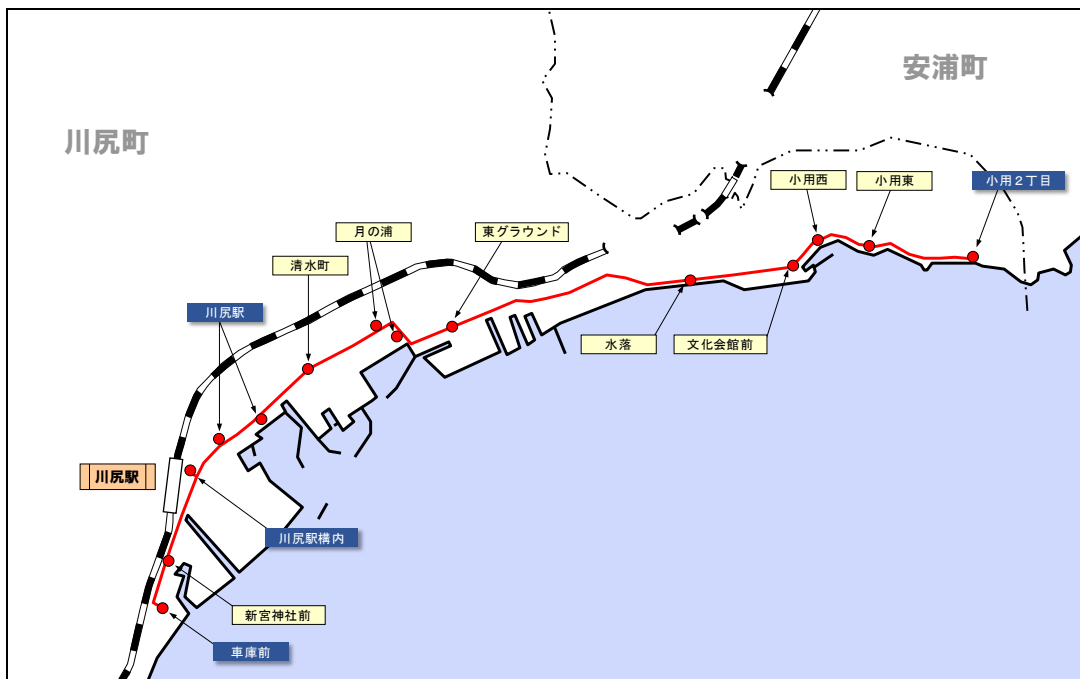 安浦町
川尻町
小用西
小用東
小用２丁目
月の浦
東グラウンド
清水町
川尻駅
水落
文化会館前
川尻駅
川尻駅構内
新宮神社前
車庫前